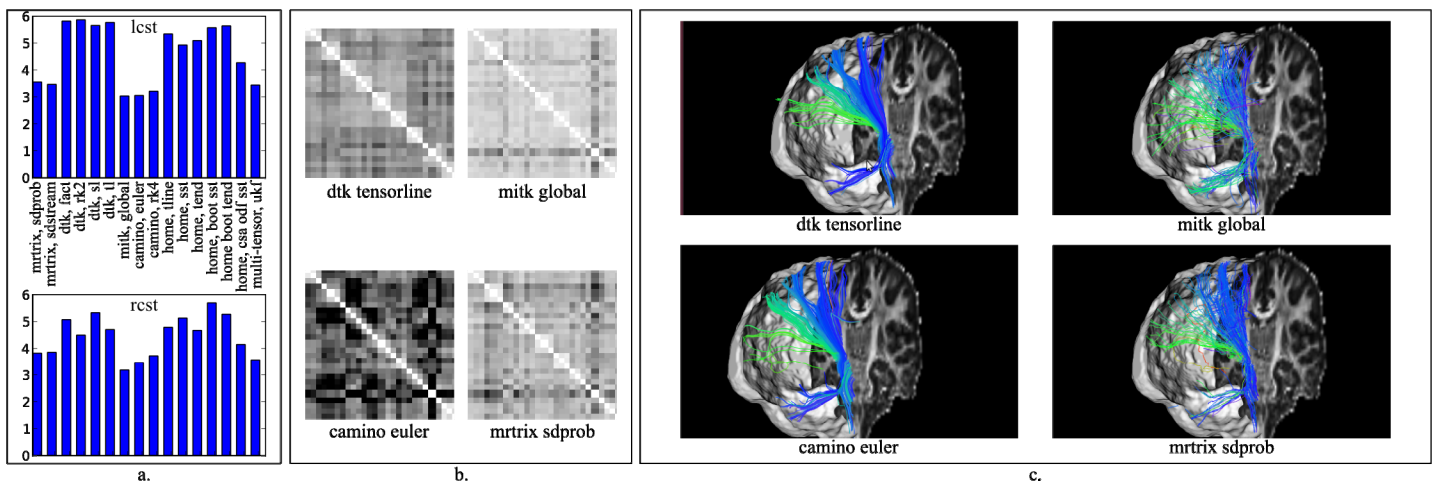 6
5
4
3
2
1
0
lcst
mrtrix, sdprob
mrtrix, sdstream
dtk, fact
dtk, rk2
dtk, sl
dtk, tl
mitk, global
camino, euler
camino, rk4
home, tline
home, sst
home, tend
home, boot sst
home boot tend
home, csa odf sst
multi-tensor, ukf
6
5
4
3
2
1
0
rcst
a.
dtk tensorline
mitk global
camino euler
mrtrix sdprob
b.
dtk tensorline
mitk global
camino euler
mrtrix sdprob
c.